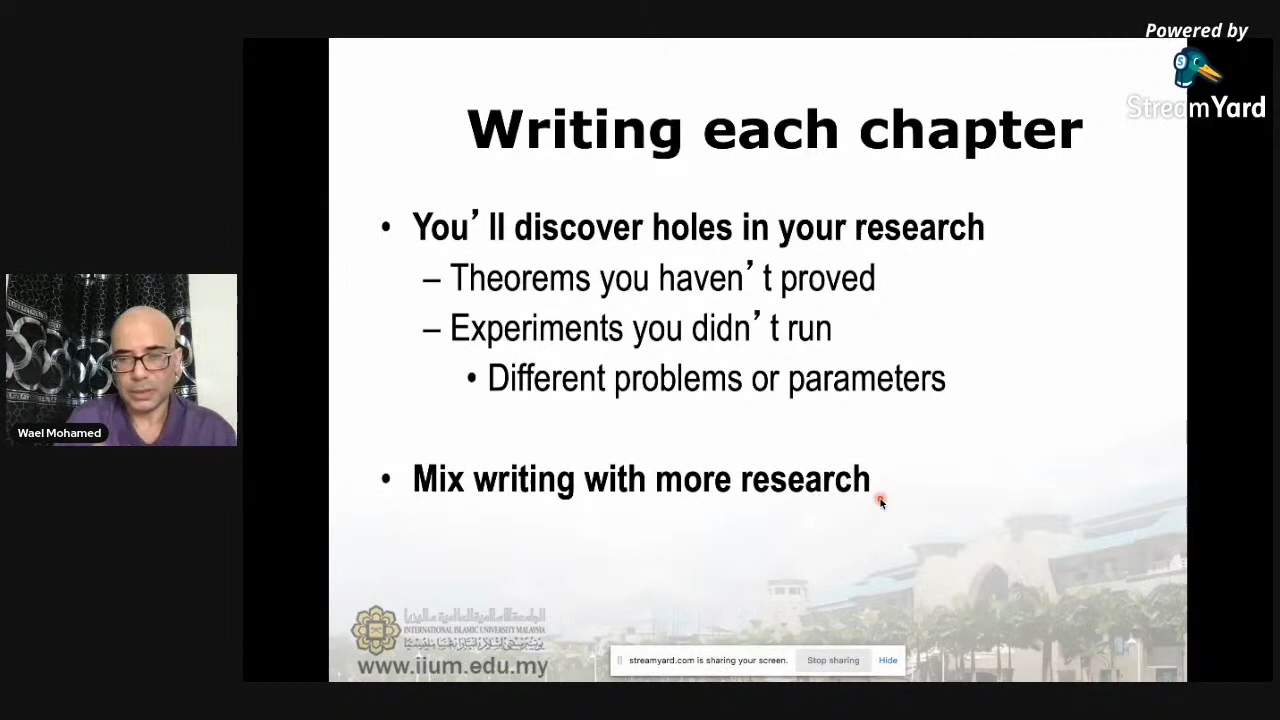 Powered by
StreamYard
Writing each chapter
• You’ ll discover holes in your research
– Theorems you haven’ t proved
– Experiments you didn’ t run
• Different problems or parameters
• Mix writing with more research
Wael Mohamed
INTERNATIONAL ISLAMIC UNIVERSITY MALAYSIA
www.iium.edu.my
streamyard.com is sharing your screen.
Stop sharing
Hide